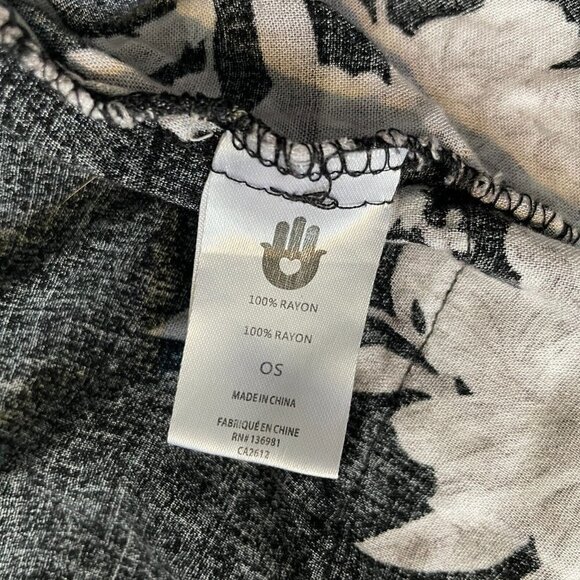 100% RAYON
100% RAYON
OS
MADE IN CHINA
FABRIQUÉ EN CHINE
RN# 136981
CA2612